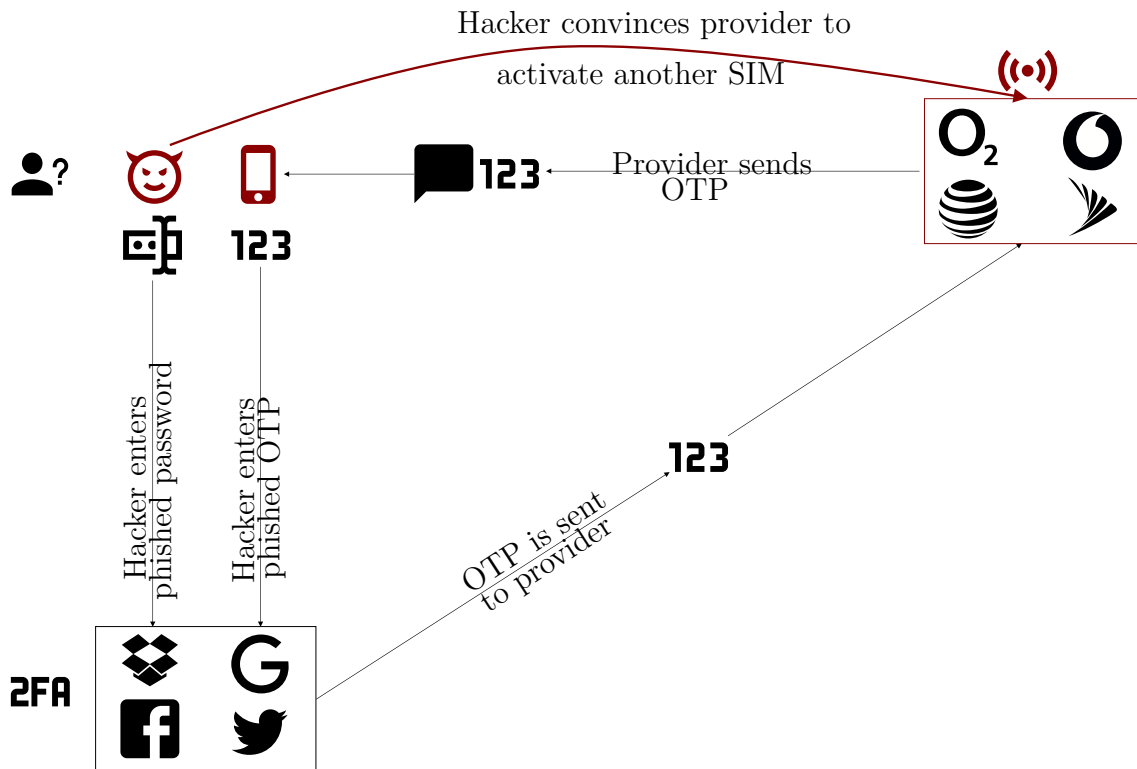 Hacker convinces provider to
activate another SIM
O2
?
123
Provider sends
OTP
123
Hacker enters
phished password
Hacker enters
phished OTP
123
OTP is sent
to provider
2FA